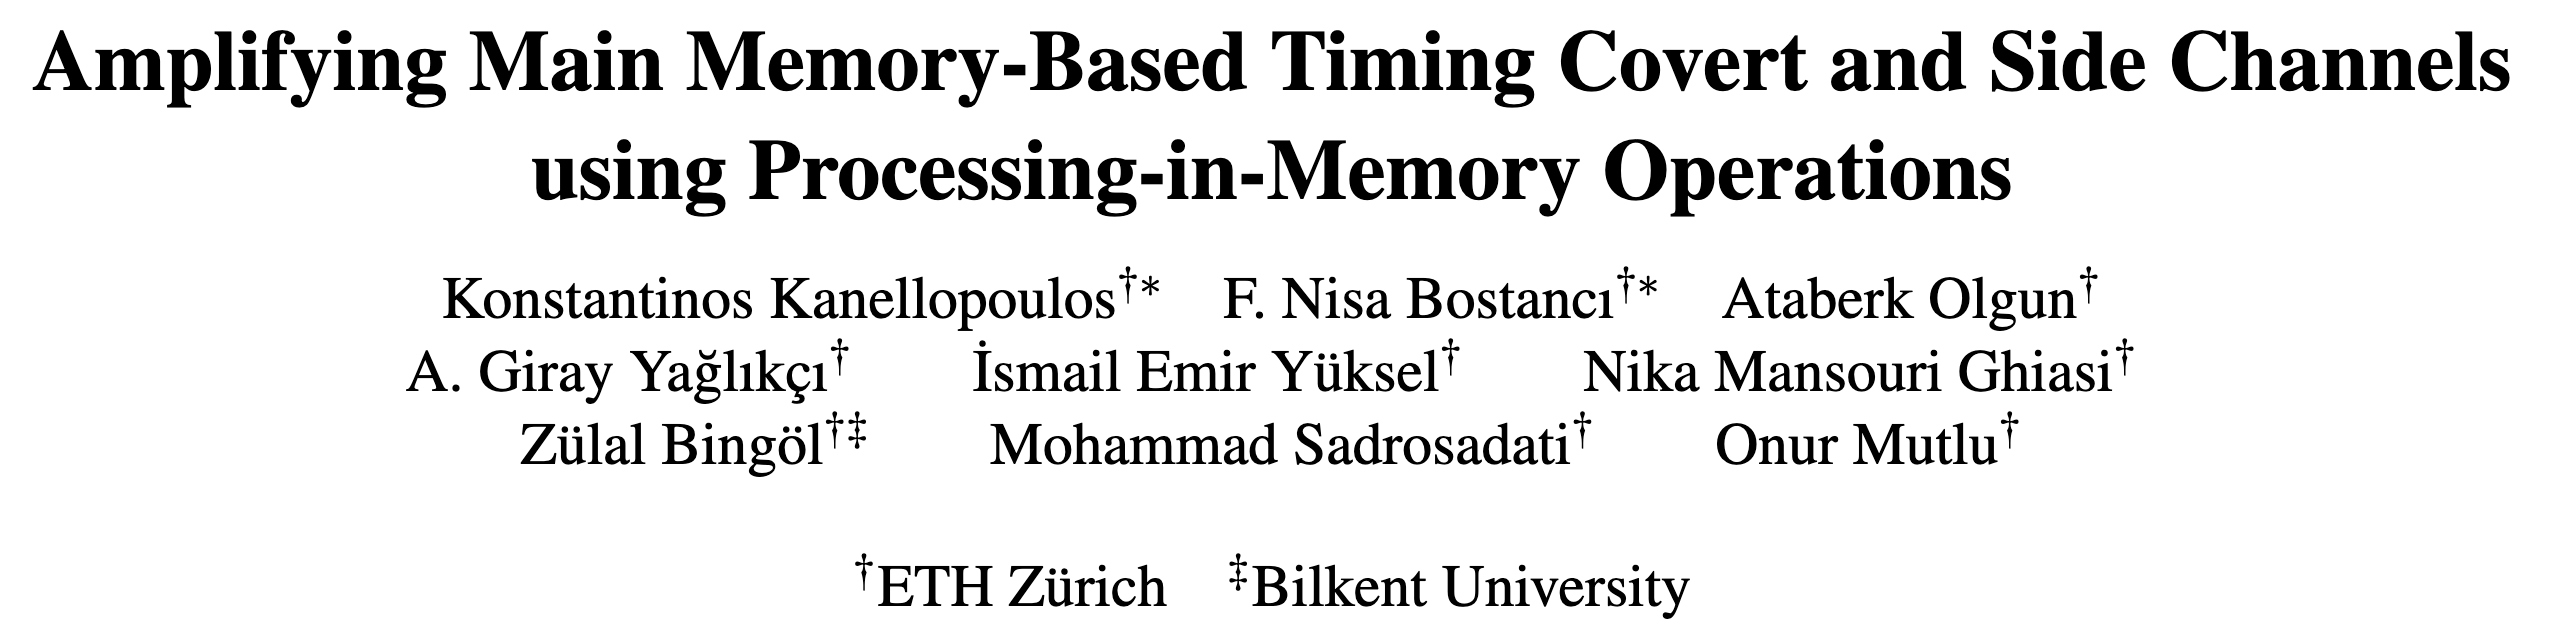 Amplifying Main Memory-Based Timing Covert and Side Channels
using Processing-in-Memory Operations
Konstantinos Kanellopoulos†* F. Nisa Bostancı†* Ataberk Olgun†
A. Giray Yağlıkçı† İsmail Emir Yüksel† Nika Mansouri Ghiasi†
Zülal Bingöl†‡ Mohammad Sadrosadati† Onur Mutlu†
†ETH Zürich ‡Bilkent University